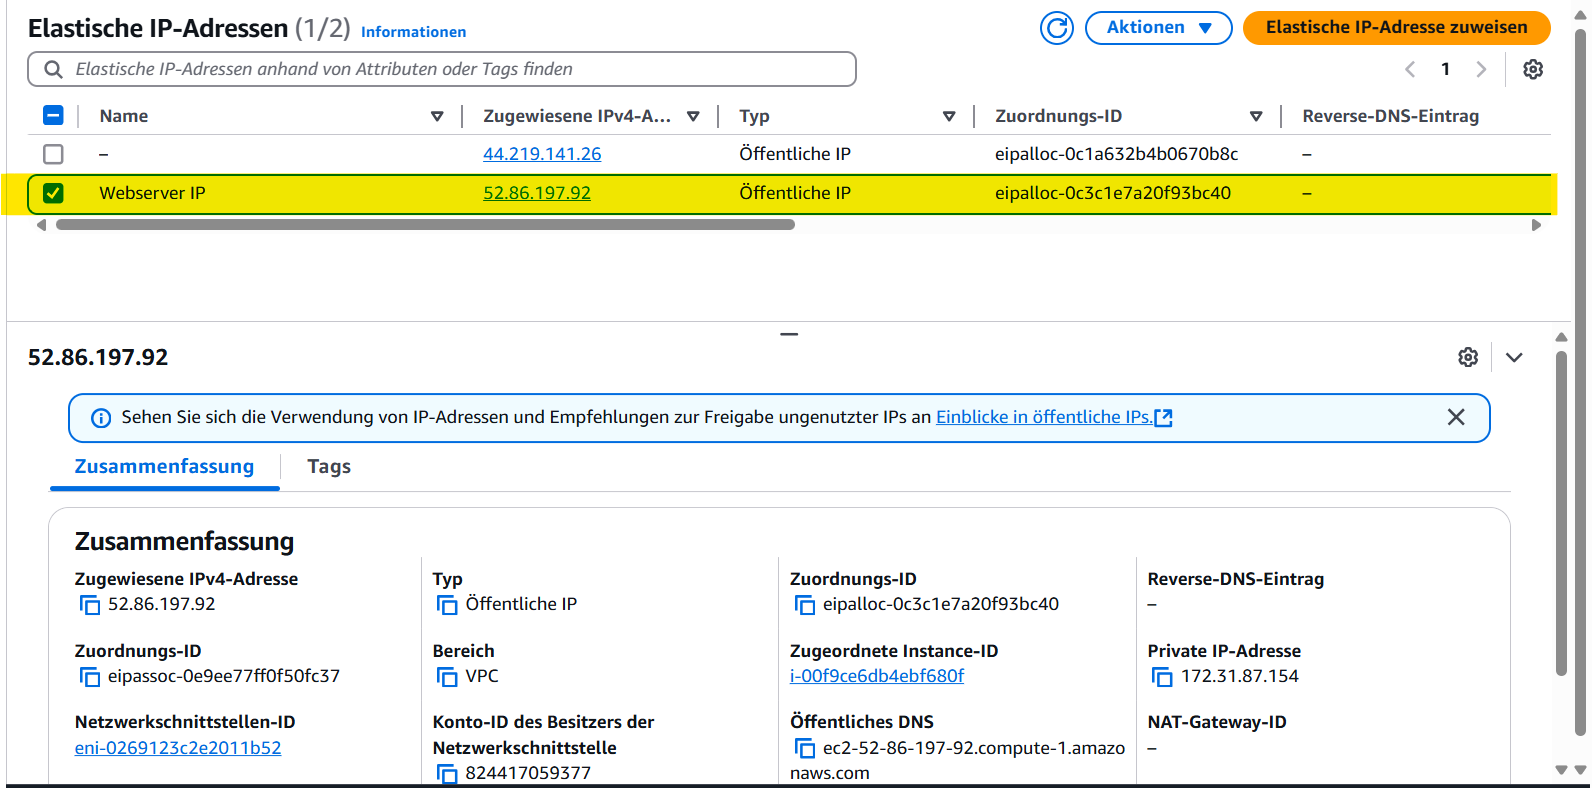 Elastische IP-Adressen (1/2) Informationen
Aktionen
Elastische IP-Adresse zuweisen
Elastische IP-Adressen anhand von Attributen oder Tags finden
1
Name Zugewiesene IPv4-A... Typ Zuordnungs-ID Reverse-DNS-Eintrag
– 44.219.141.26 Öffentliche IP eipalloc-0c1a632b4b0670b8c –
Webserver IP 52.86.197.92 Öffentliche IP eipalloc-0c3c1e7a20f93bc40 –
52.86.197.92
Sehen Sie sich die Verwendung von IP-Adressen und Empfehlungen zur Freigabe ungenutzter IPs an Einblicke in öffentliche IPs.
Zusammenfassung Tags
Zusammenfassung
Zugewiesene IPv4-Adresse
52.86.197.92
Typ
Öffentliche IP
Zuordnungs-ID
eipalloc-0c3c1e7a20f93bc40
Reverse-DNS-Eintrag
–
Zuordnungs-ID
eipassoc-0e9ee77ff0f50fc37
Bereich
VPC
Zugeordnete Instance-ID
i-00f9ce6db4ebf680f
Private IP-Adresse
172.31.87.154
Netzwerkschnittstellen-ID
eni-0269123c2e2011b52
Konto-ID des Besitzers der
Netzwerkschnittstelle
824417059377
Öffentliches DNS
ec2-52-86-197-92.compute-1.amazo
naws.com
NAT-Gateway-ID
–